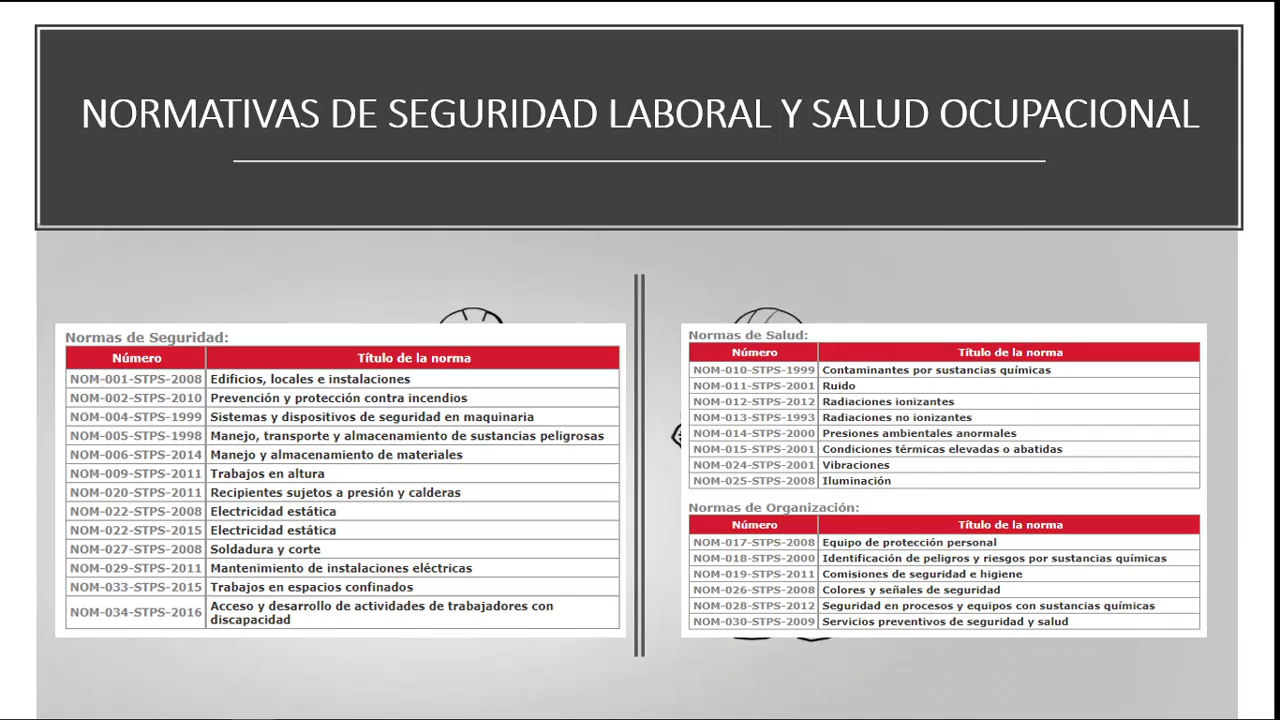 NORMATIVAS DE SEGURIDAD LABORAL Y SALUD OCUPACIONAL
Normas de Seguridad:
Número Título de la norma
NOM-001-STPS-2008 Edificios, locales e instalaciones
NOM-002-STPS-2010 Prevención y protección contra incendios
NOM-004-STPS-1999 Sistemas y dispositivos de seguridad en maquinaria
NOM-005-STPS-1998 Manejo, transporte y almacenamiento de sustancias peligrosas
NOM-006-STPS-2014 Manejo y almacenamiento de materiales
NOM-009-STPS-2011 Trabajos en altura
NOM-020-STPS-2011 Recipientes sujetos a presión y calderas
NOM-022-STPS-2008 Electricidad estática
NOM-022-STPS-2015 Electricidad estática
NOM-027-STPS-2008 Soldadura y corte
NOM-029-STPS-2011 Mantenimiento de instalaciones eléctricas
NOM-033-STPS-2015 Trabajos en espacios confinados
NOM-034-STPS-2016 Acceso y desarrollo de actividades de trabajadores con
discapacidad
Normas de Salud:
Número Título de la norma
NOM-010-STPS-1999 Contaminantes por sustancias químicas
NOM-011-STPS-2001 Ruido
NOM-012-STPS-2012 Radiaciones ionizantes
NOM-013-STPS-1993 Radiaciones no ionizantes
NOM-014-STPS-2000 Presiones ambientales anormales
NOM-015-STPS-2001 Condiciones térmicas elevadas o abatidas
NOM-024-STPS-2001 Vibraciones
NOM-025-STPS-2008 Iluminación
Normas de Organización:
Número Título de la norma
NOM-017-STPS-2008 Equipo de protección personal
NOM-018-STPS-2000 Identificación de peligros y riesgos por sustancias químicas
NOM-019-STPS-2011 Comisiones de seguridad e higiene
NOM-026-STPS-2008 Colores y señales de seguridad
NOM-028-STPS-2012 Seguridad en procesos y equipos con sustancias químicas
NOM-030-STPS-2009 Servicios preventivos de seguridad y salud